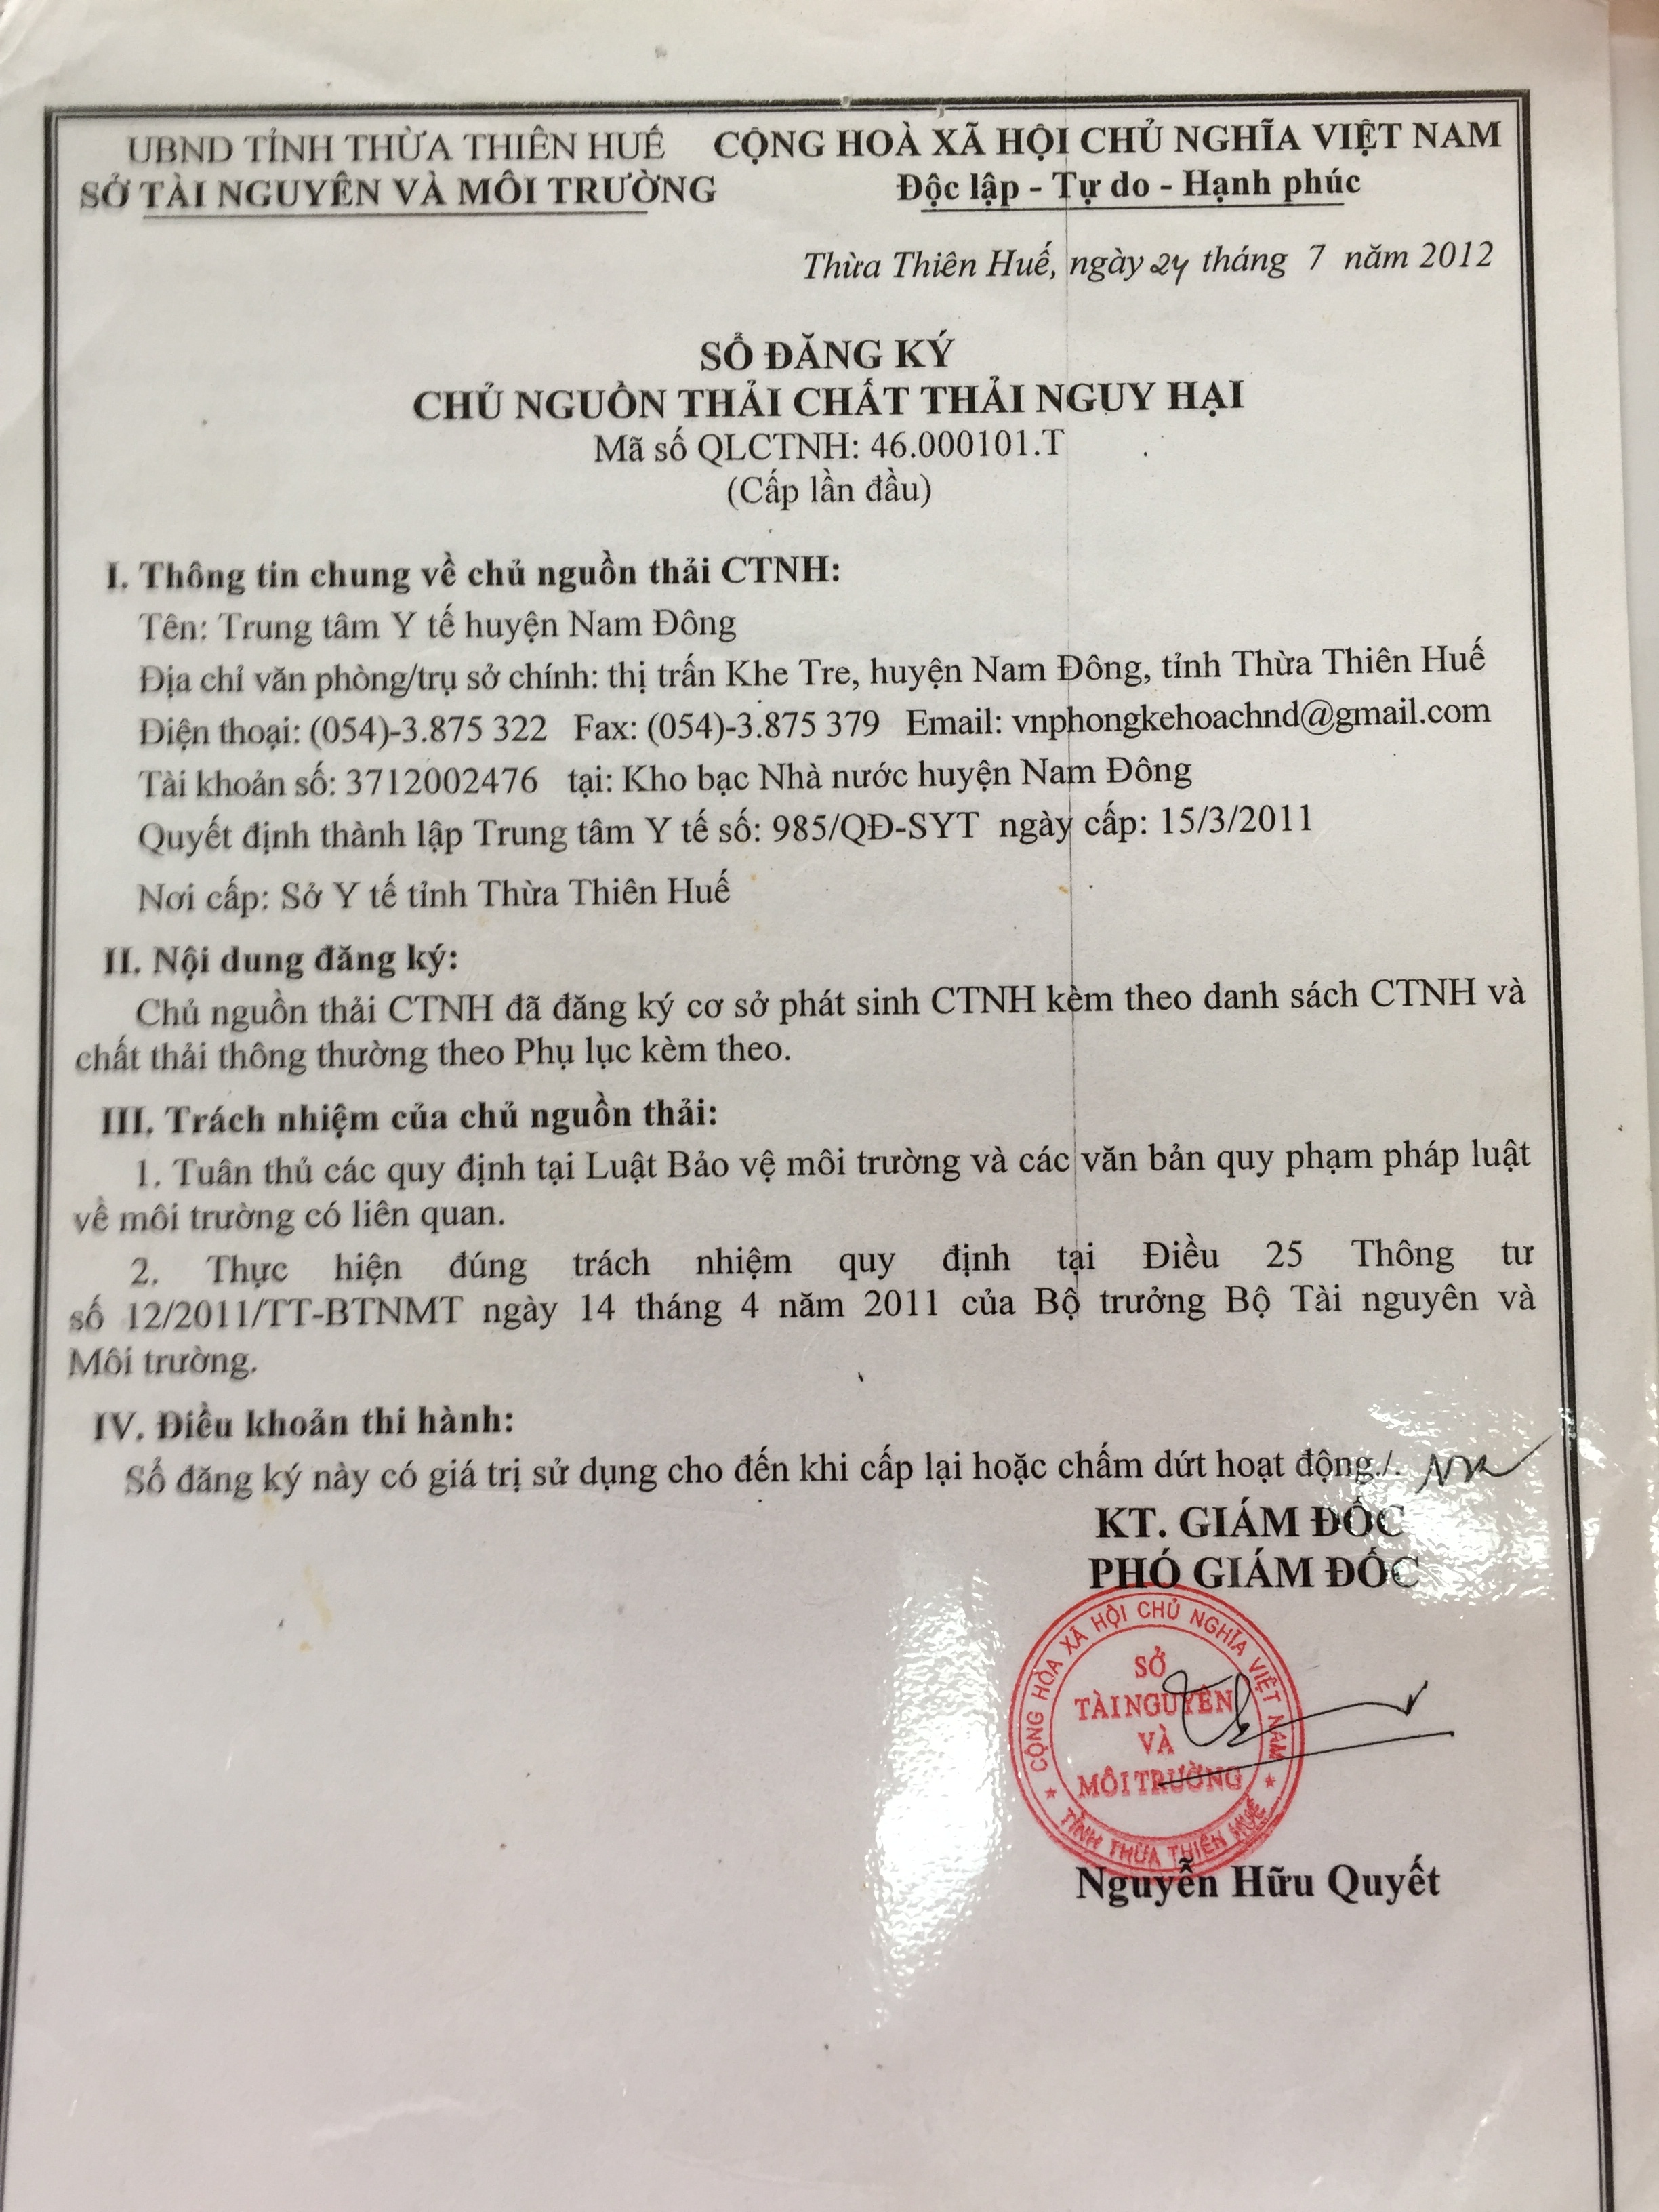 UBND TỈNH THỪA THIÊN HUẾ
SỞ TÀI NGUYÊN VÀ MÔI TRƯỜNG
CỘNG HOÀ XÃ HỘI CHỦ NGHĨA VIỆT NAM
Độc lập - Tự do - Hạnh phúc
Thừa Thiên Huế, ngày 24 tháng 7 năm 2012
SỔ ĐĂNG KÝ
CHỦ NGUỒN THẢI CHẤT THẢI NGUY HẠI
Mã số QLCTNH: 46.000101.T
(Cấp lần đầu)
I. Thông tin chung về chủ nguồn thải CTNH:
Tên: Trung tâm Y tế huyện Nam Đông
Địa chỉ văn phòng/trụ sở chính: thị trấn Khe Tre, huyện Nam Đông, tỉnh Thừa Thiên Huế
Điện thoại: (054)-3.875 322 Fax: (054)-3.875 379 Email: vnphongkehoachnd@gmail.com
Tài khoản số: 3712002476 tại: Kho bạc Nhà nước huyện Nam Đông
Quyết định thành lập Trung tâm Y tế số: 985/QĐ-SYT ngày cấp: 15/3/2011
Nơi cấp: Sở Y tế tỉnh Thừa Thiên Huế
II. Nội dung đăng ký:
Chủ nguồn thải CTNH đã đăng ký cơ sở phát sinh CTNH kèm theo danh sách CTNH và
chất thải thông thường theo Phụ lục kèm theo.
III. Trách nhiệm của chủ nguồn thải:
1. Tuân thủ các quy định tại Luật Bảo vệ môi trường và các văn bản quy phạm pháp luật
về môi trường có liên quan.
2. Thực hiện đúng trách nhiệm quy định tại Điều 25 Thông tư
số 12/2011/TT-BTNMT ngày 14 tháng 4 năm 2011 của Bộ trưởng Bộ Tài nguyên và
Môi trường.
IV. Điều khoản thi hành:
Sổ đăng ký này có giá trị sử dụng cho đến khi cấp lại hoặc chấm dứt hoạt động./.
KT. GIÁM ĐỐC
PHÓ GIÁM ĐỐC
CỘNG HÒA XÃ HỘI CHỦ NGHĨA VIỆT NAM
SỞ
TÀI NGUYÊN
VÀ
MÔI TRƯỜNG
TỈNH THỪA THIÊN HUẾ
Nguyễn Hữu Quyết